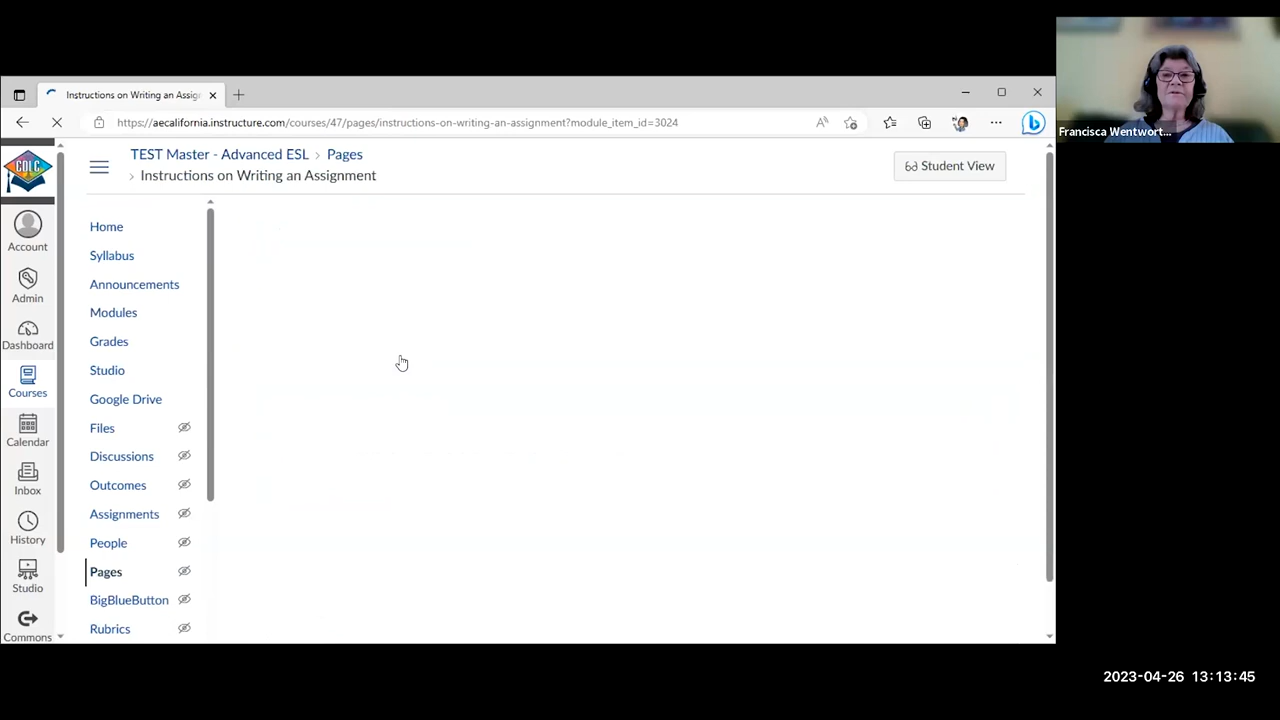 Instructions on Writing an Assign
https://aecalifornia.instructure.com/courses/47/pages/instructions-on-writing-an-assignment?module_item_id=3024
Francisca Wentwort...
COLC
TEST Master - Advanced ESL > Pages
> Instructions on Writing an Assignment
Student View
Account
Admin
Dashboard
Courses
Calendar
Inbox
History
Studio
Commons
Home
Syllabus
Announcements
Modules
Grades
Studio
Google Drive
Files
Discussions
Outcomes
Assignments
People
Pages
BigBlueButton
Rubrics
2023-04-26 13:13:45